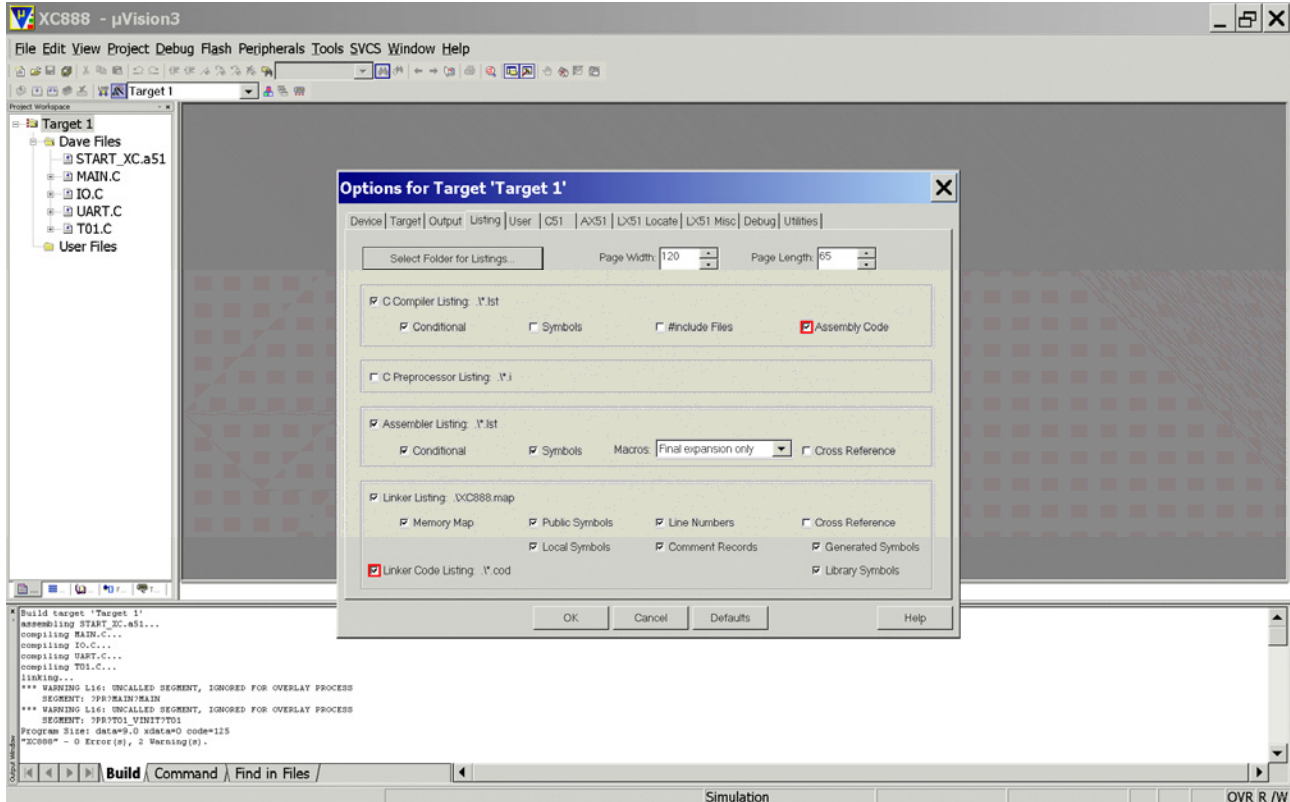 XC888 - µVision3
File Edit View Project Debug Flash Peripherals Tools SVCS Window Help
Target 1
Project Workspace
Target 1
Dave Files
START_XC.a51
MAIN.C
IO.C
UART.C
T01.C
User Files
Options for Target 'Target 1'
Device Target Output Listing User C51 AX51 LX51 Locate LX51 Misc Debug Utilities
Select Folder for Listings... Page Width: 120 Page Length: 65
C Compiler Listing: .\*.lst
Conditional Symbols #include Files Assembly Code
C Preprocessor Listing: .\*.i
Assembler Listing: .\*.lst
Conditional Symbols Macros: Final expansion only Cross Reference
Linker Listing: .\XC888.map
Memory Map Public Symbols Line Numbers Cross Reference
Local Symbols Comment Records Generated Symbols
Linker Code Listing: .\*.cod Library Symbols
OK Cancel Defaults Help
Build target 'Target 1'
assembling START_XC.a51...
compiling MAIN.C...
compiling IO.C...
compiling UART.C...
compiling T01.C...
linking...
*** WARNING L16: UNCALLED SEGMENT, IGNORED FOR OVERLAY PROCESS
SEGMENT: ?PR?MAIN?MAIN
*** WARNING L16: UNCALLED SEGMENT, IGNORED FOR OVERLAY PROCESS
SEGMENT: ?PR?T01_VINIT?T01
Program Size: data=9.0 xdata=0 code=125
"XC888" - 0 Error(s), 2 Warning(s).
Output Window
Build Command Find in Files
Simulation OVR R /W